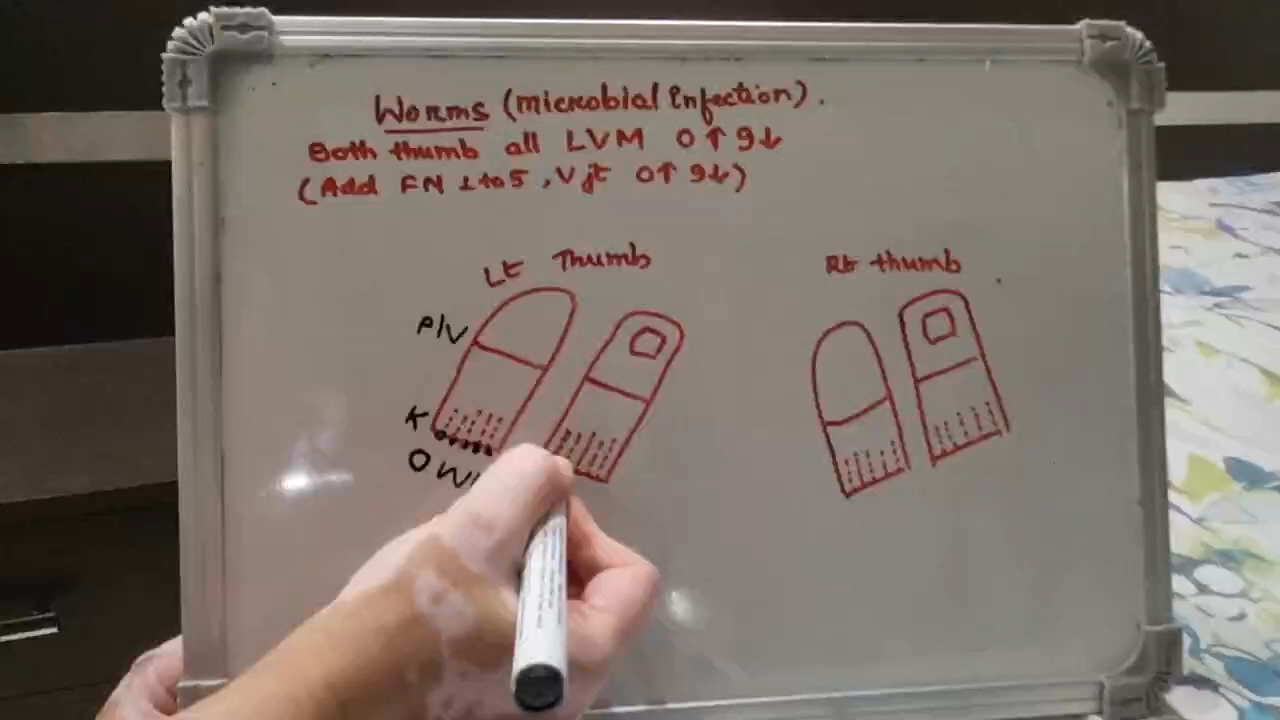 Worms (microbial Infection).
Both thumb all LVM 0↑ 9↓
(Add FN 1 to 5, V jt 0↑ 9↓)
Lt Thumb
Rt thumb
P/V
K
O W